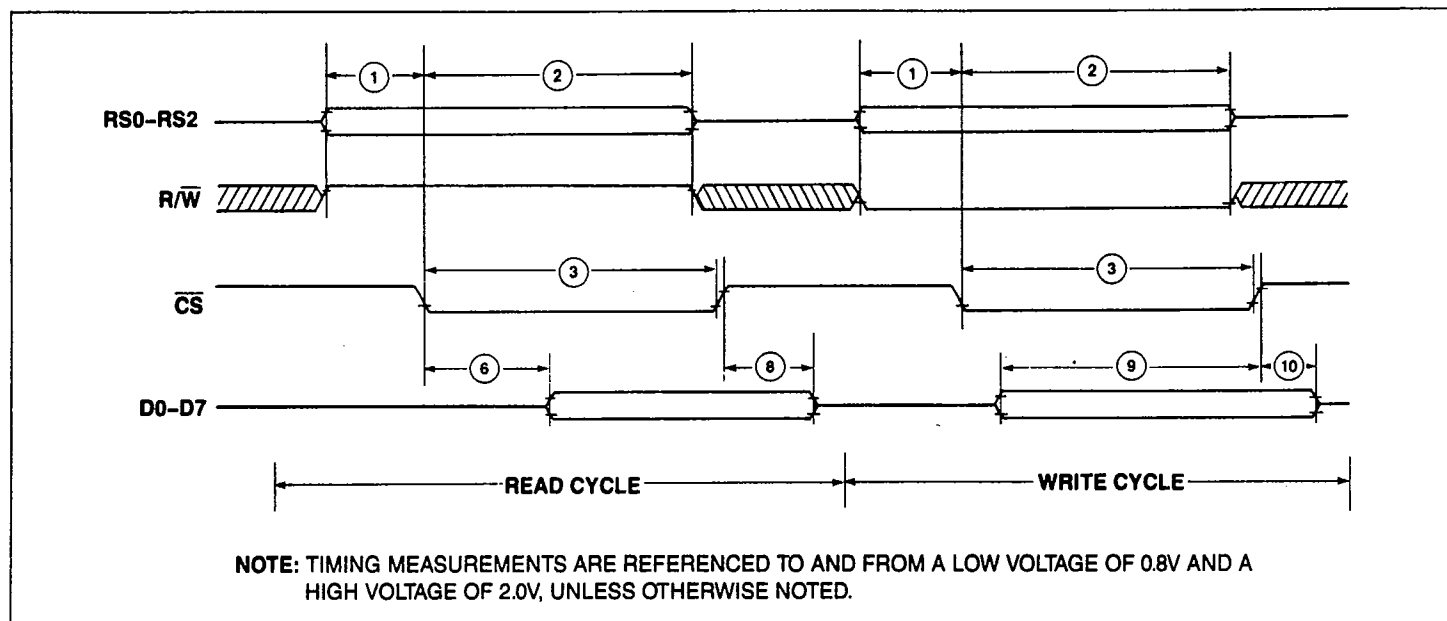 ① ② ① ②
RS0–RS2
R/W̅
③ ③
C̅S̅
⑥ ⑧ ⑨ ⑩
D0–D7
READ CYCLE WRITE CYCLE
NOTE: TIMING MEASUREMENTS ARE REFERENCED TO AND FROM A LOW VOLTAGE OF 0.8V AND A
HIGH VOLTAGE OF 2.0V, UNLESS OTHERWISE NOTED.